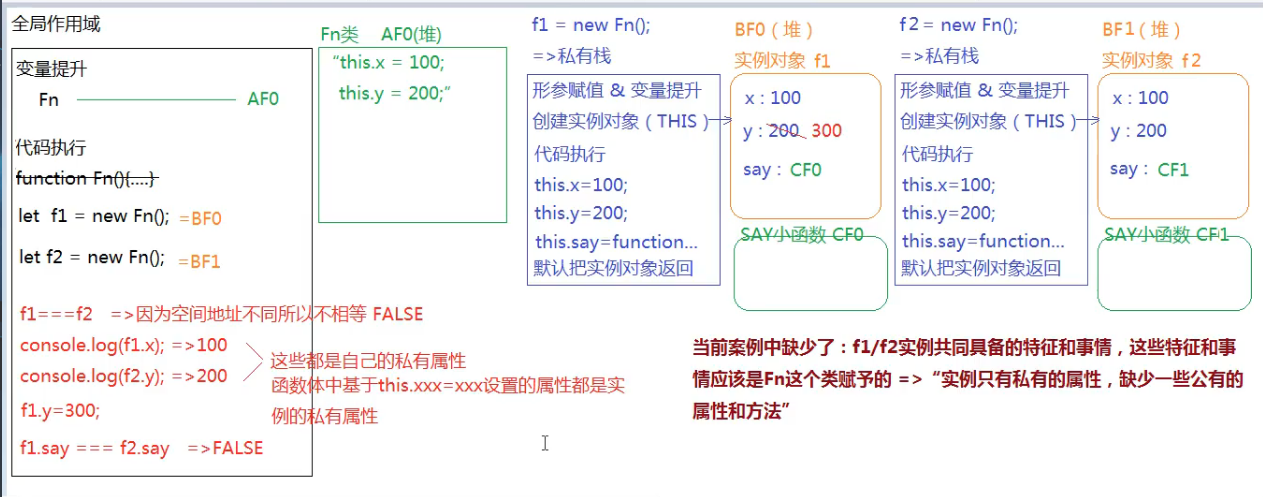 全局作用域
变量提升
Fn
AF0
代码执行
function Fn(){....}
let f1 = new Fn(); =BF0
let f2 = new Fn(); =BF1
f1===f2 =>因为空间地址不同所以不相等 FALSE
console.log(f1.x); =>100
console.log(f2.y); =>200
这些都是自己的私有属性
函数体中基于this.xxx=xxx设置的属性都是实
例的私有属性
f1.y=300;
f1.say === f2.say =>FALSE
Fn类 AF0(堆)
“this.x = 100;
this.y = 200;”
f1 = new Fn();
=>私有栈
形参赋值 & 变量提升
创建实例对象（THIS）
代码执行
this.x=100;
this.y=200;
this.say=function...
默认把实例对象返回
BF0（堆）
实例对象 f1
x : 100
y : 200 300
say : CF0
SAY小函数 CF0
f2 = new Fn();
=>私有栈
形参赋值 & 变量提升
创建实例对象（THIS）
代码执行
this.x=100;
this.y=200;
this.say=function...
默认把实例对象返回
BF1（堆）
实例对象 f2
x : 100
y : 200
say : CF1
SAY小函数 CF1
当前案例中缺少了：f1/f2实例共同具备的特征和事情，这些特征和事
情应该是Fn这个类赋予的 =>“实例只有私有的属性，缺少一些公有的
属性和方法”